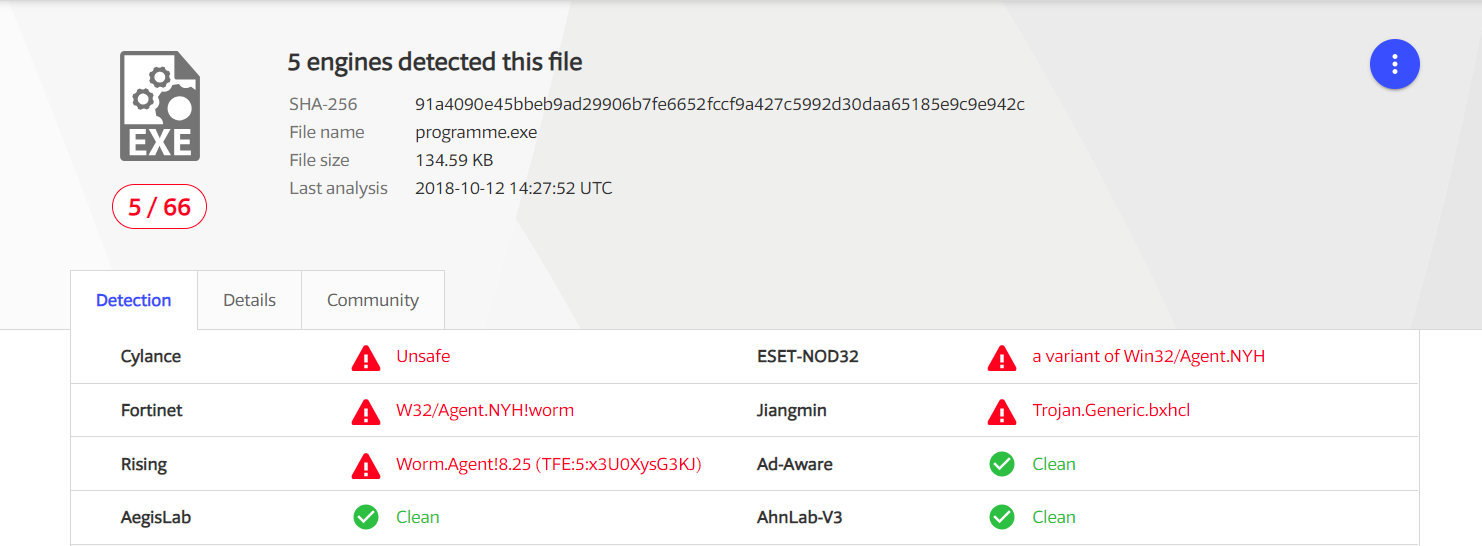 EXE
5 / 66
5 engines detected this file
SHA-256 91a4090e45bbeb9ad29906b7fe6652fccf9a427c5992d30daa65185e9c9e942c
File name programme.exe
File size 134.59 KB
Last analysis 2018-10-12 14:27:52 UTC
Detection Details Community
Cylance Unsafe ESET-NOD32 a variant of Win32/Agent.NYH
Fortinet W32/Agent.NYH!worm Jiangmin Trojan.Generic.bxhcl
Rising Worm.Agent!8.25 (TFE:5:x3U0XysG3KJ) Ad-Aware Clean
AegisLab Clean AhnLab-V3 Clean